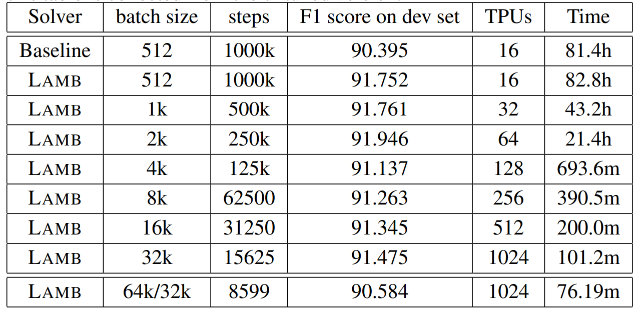 Solver batch size steps F1 score on dev set TPUs Time
Baseline 512 1000k 90.395 16 81.4h
LAMB 512 1000k 91.752 16 82.8h
LAMB 1k 500k 91.761 32 43.2h
LAMB 2k 250k 91.946 64 21.4h
LAMB 4k 125k 91.137 128 693.6m
LAMB 8k 62500 91.263 256 390.5m
LAMB 16k 31250 91.345 512 200.0m
LAMB 32k 15625 91.475 1024 101.2m
LAMB 64k/32k 8599 90.584 1024 76.19m